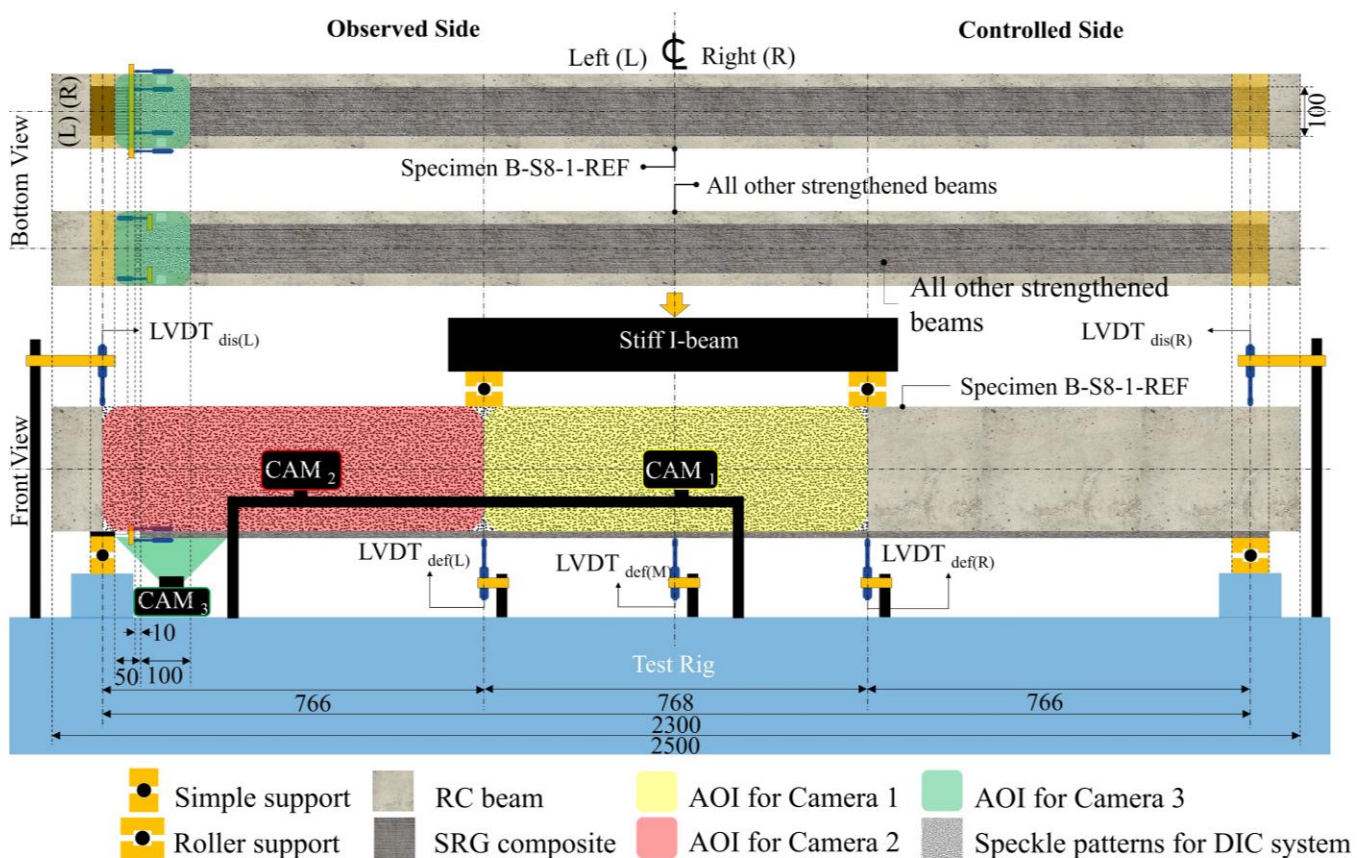 Observed Side
Controlled Side
Left (L) ℄ Right (R)
Bottom View
(L) (R)
100
Specimen B-S8-1-REF
All other strengthened beams
All other strengthened
beams
LVDT dis(L)
Stiff I-beam
LVDT dis(R)
Specimen B-S8-1-REF
Front View
CAM 2
CAM 1
LVDT def(L)
LVDT def(M)
LVDT def(R)
CAM 3
10
50 100
Test Rig
766
768
766
2300
2500
Simple support
RC beam
AOI for Camera 1
AOI for Camera 3
Roller support
SRG composite
AOI for Camera 2
Speckle patterns for DIC system